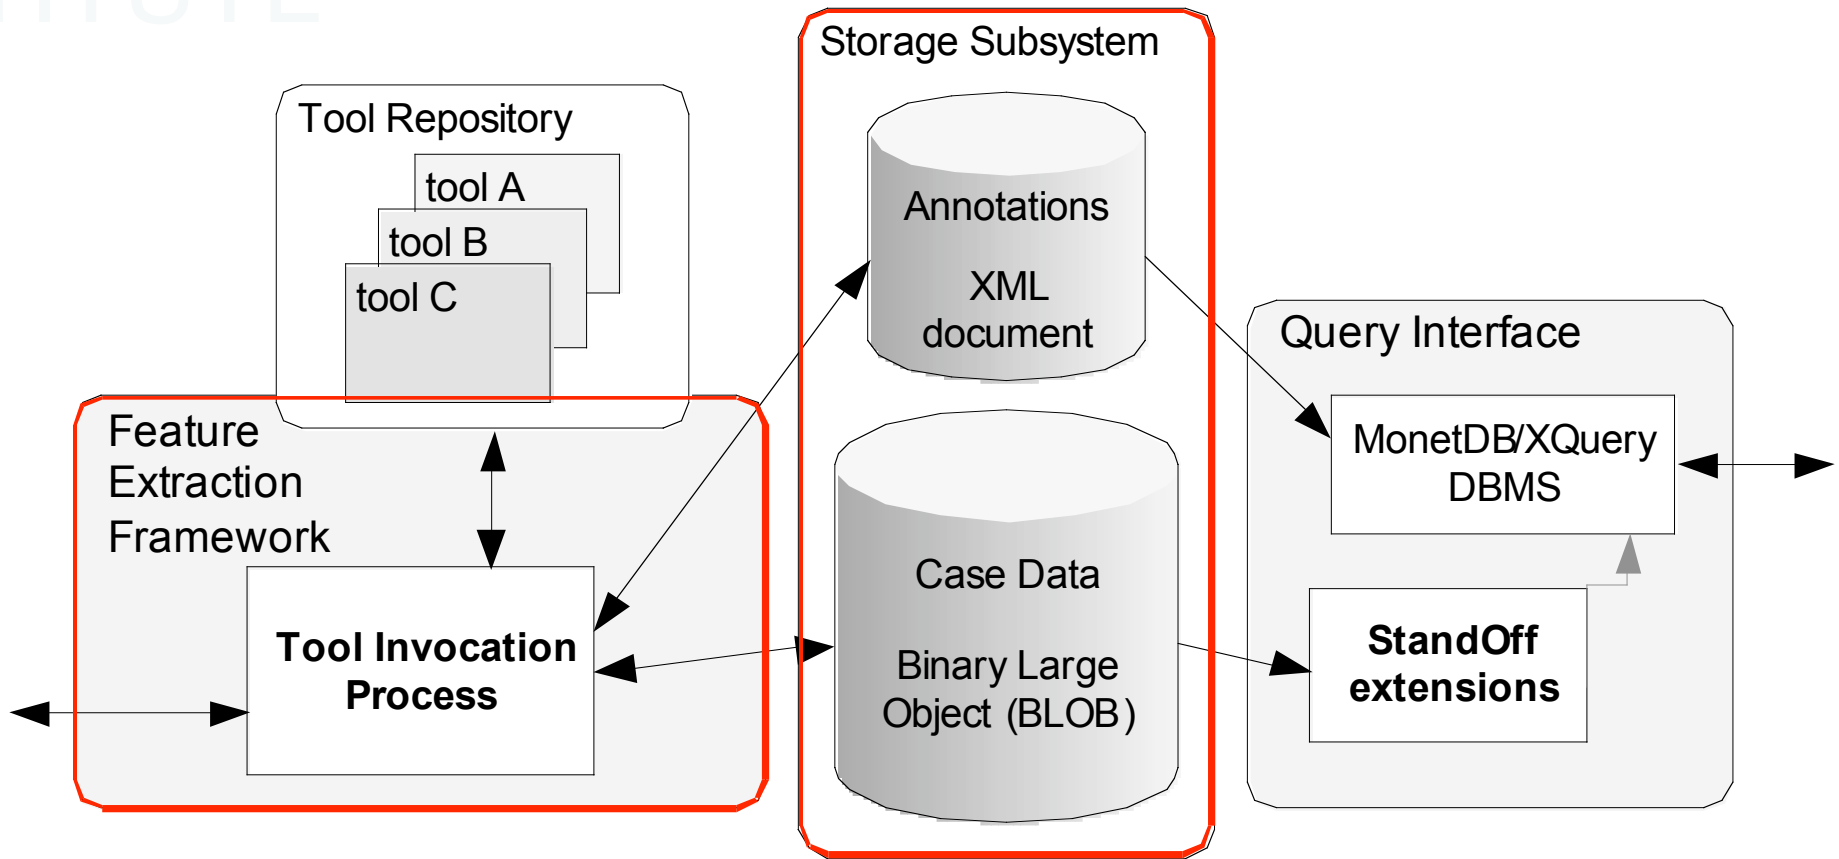 Storage Subsystem
Tool Repository
tool A
tool B
tool C
Annotations
XML
document
Query Interface
MonetDB/XQuery
DBMS
Feature
Extraction
Framework
Tool Invocation
Process
Case Data
Binary Large
Object (BLOB)
StandOff
extensions